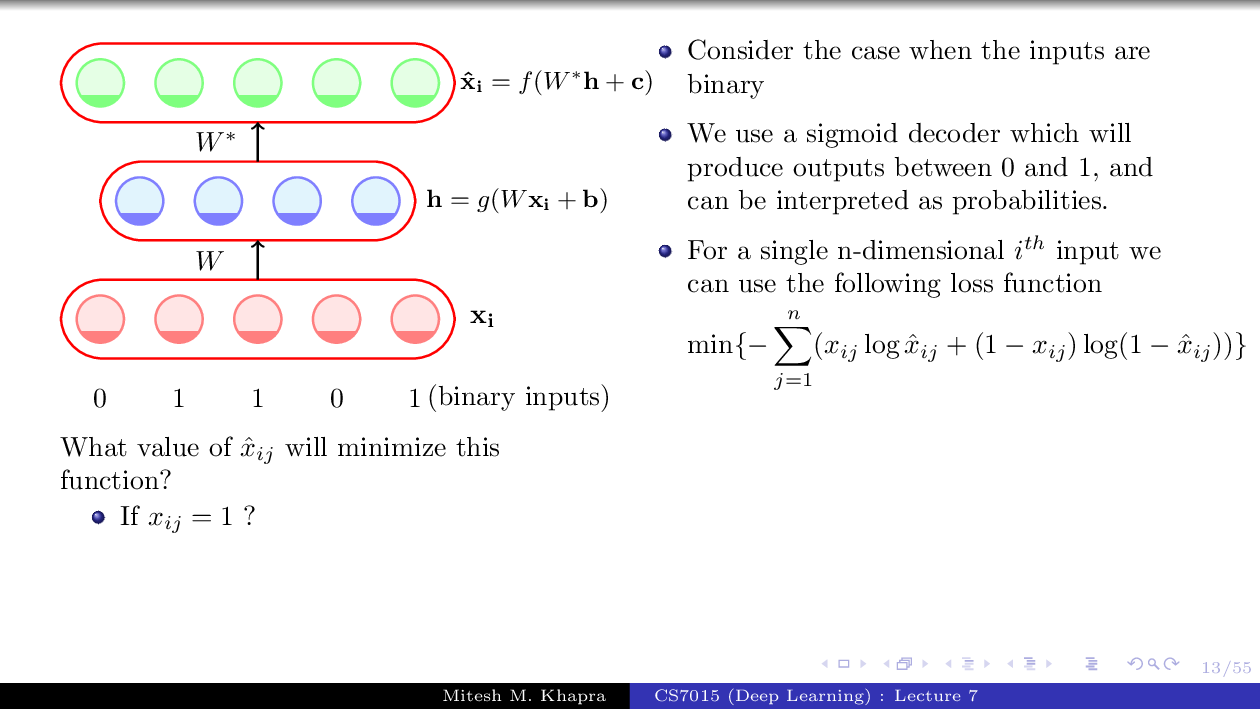 x̂ᵢ = f(W*h + c)
W*
h = g(Wxᵢ + b)
W
xᵢ
0 1 1 0 1 (binary inputs)
What value of x̂ᵢⱼ will minimize this
function?
If xᵢⱼ = 1 ?
Consider the case when the inputs are
binary
We use a sigmoid decoder which will
produce outputs between 0 and 1, and
can be interpreted as probabilities.
For a single n-dimensional iᵗʰ input we
can use the following loss function
min{− ∑ⁿⱼ₌₁ (xᵢⱼ log x̂ᵢⱼ + (1 − xᵢⱼ) log(1 − x̂ᵢⱼ))}
13/55
Mitesh M. Khapra
CS7015 (Deep Learning) : Lecture 7